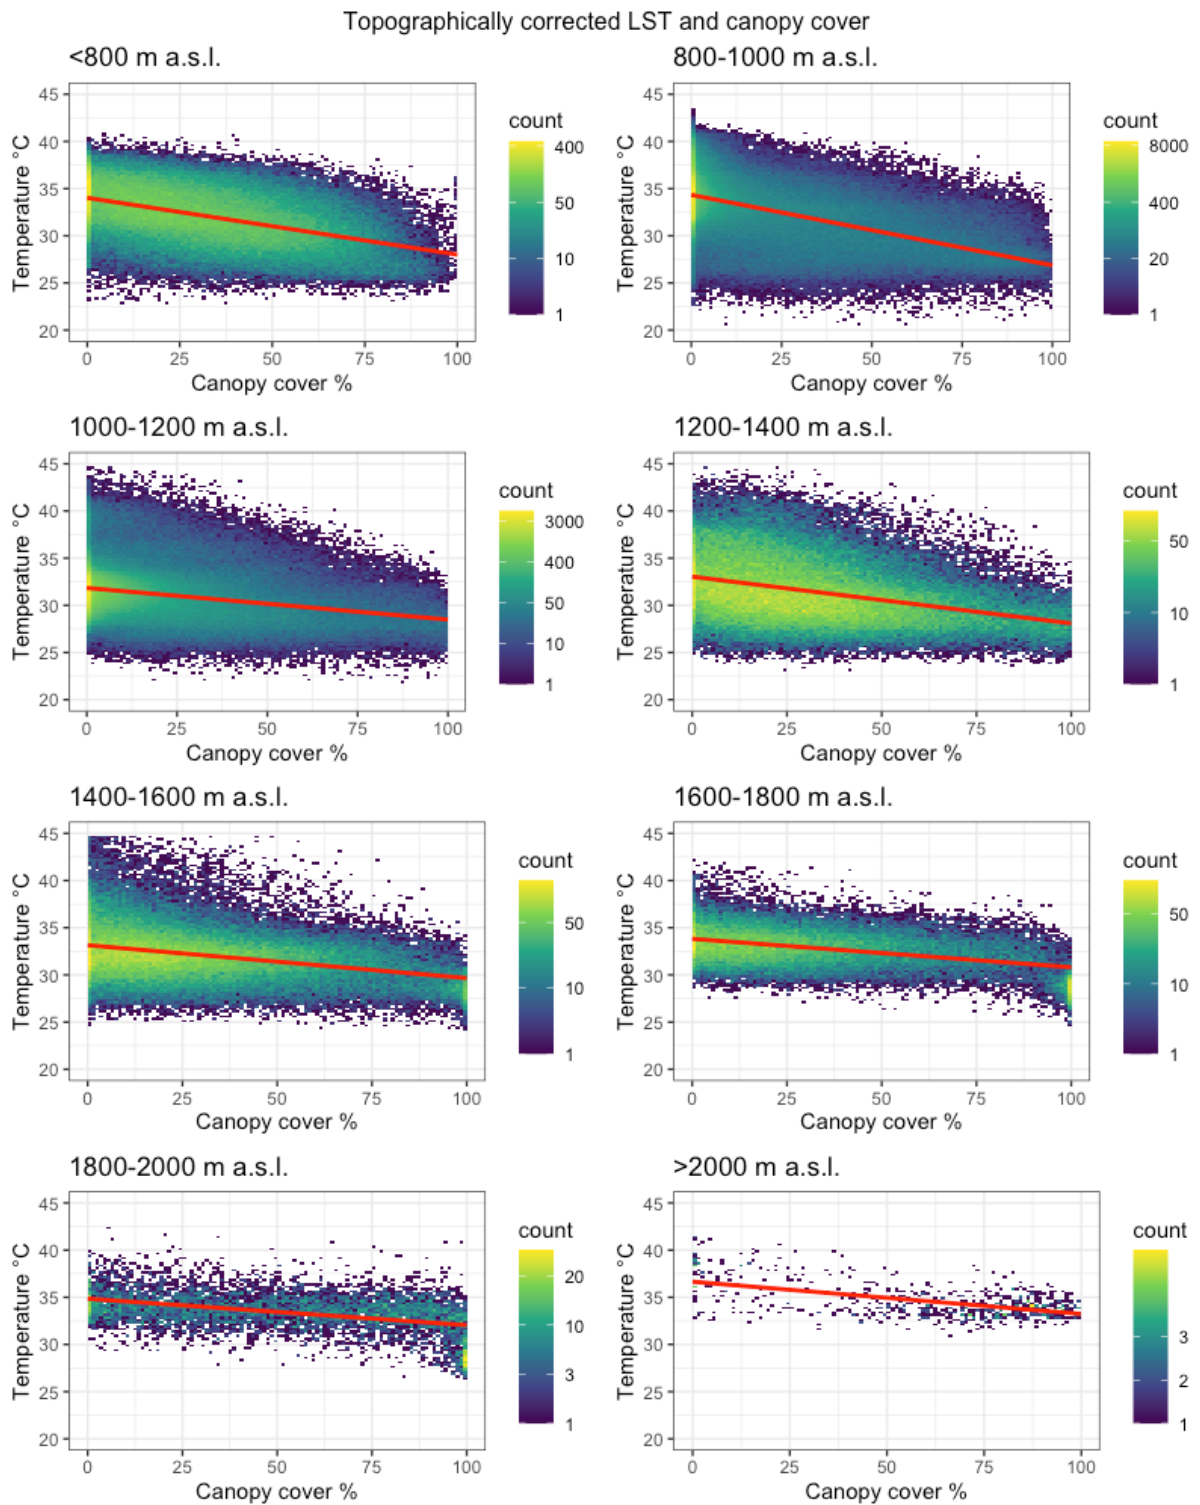 Topographically corrected LST and canopy cover
<800 m a.s.l.
45
40
35
30
25
20
Temperature °C
0 25 50 75 100
Canopy cover %
count
400
50
10
1
800-1000 m a.s.l.
45
40
35
30
25
20
Temperature °C
0 25 50 75 100
Canopy cover %
count
8000
400
20
1
1000-1200 m a.s.l.
45
40
35
30
25
20
Temperature °C
0 25 50 75 100
Canopy cover %
count
3000
400
50
10
1
1200-1400 m a.s.l.
45
40
35
30
25
20
Temperature °C
0 25 50 75 100
Canopy cover %
count
50
10
1
1400-1600 m a.s.l.
45
40
35
30
25
20
Temperature °C
0 25 50 75 100
Canopy cover %
count
50
10
1
1600-1800 m a.s.l.
45
40
35
30
25
20
Temperature °C
0 25 50 75 100
Canopy cover %
count
50
10
1
1800-2000 m a.s.l.
45
40
35
30
25
20
Temperature °C
0 25 50 75 100
Canopy cover %
count
20
10
3
1
>2000 m a.s.l.
45
40
35
30
25
20
Temperature °C
0 25 50 75 100
Canopy cover %
count
3
2
1